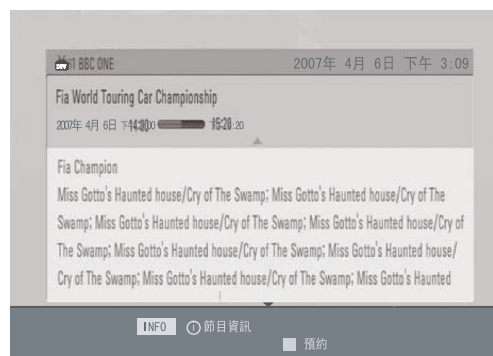 BBC ONE
2007年 4月 6日 下午 3:09
Fia World Touring Car Championship
2007年 4月 6日 下午
Fia Champion
Miss Gotto's Haunted house/Cry of The Swamp; Miss Gotto's Haunted house/Cry of The
Swamp; Miss Gotto's Haunted house/Cry of The Swamp; Miss Gotto's Haunted house/Cry of
The Swamp; Miss Gotto's Haunted house/Cry of The Swamp; Miss Gotto's Haunted house/
Cry of The Swamp; Miss Gotto's Haunted house/Cry of The Swamp; Miss Gotto's Haunted
INFO ⓘ 節目資訊
預約